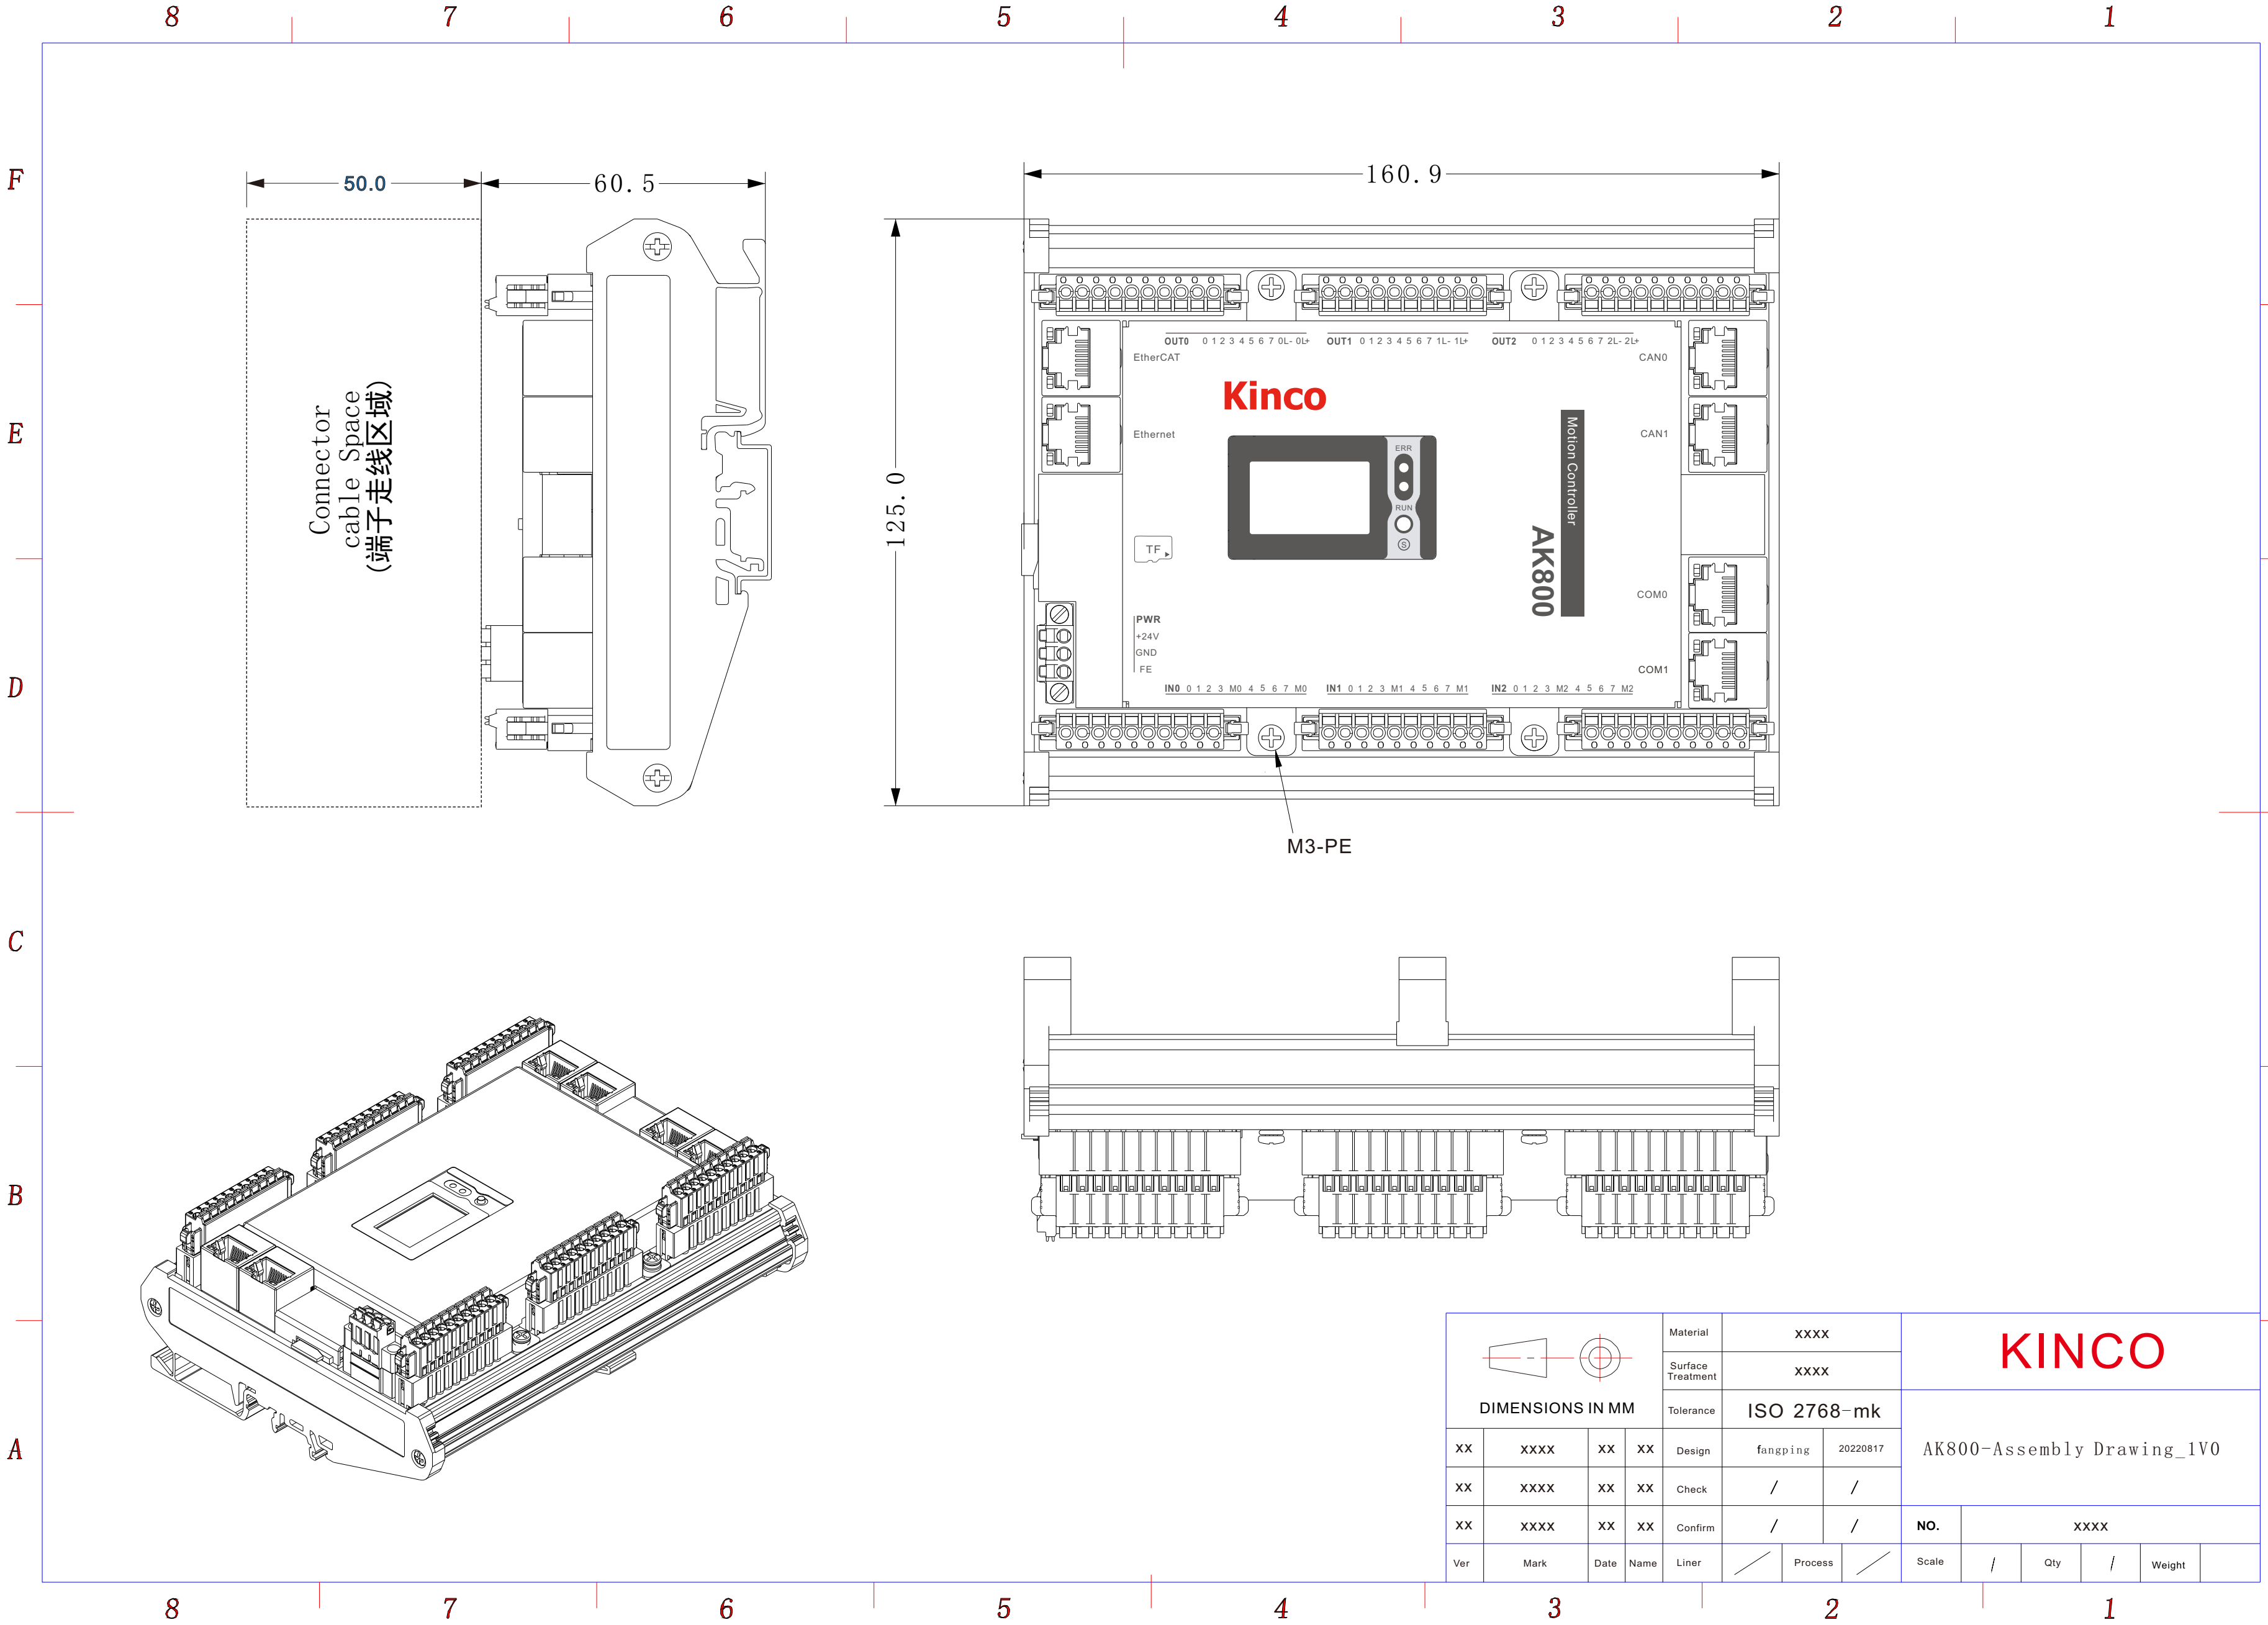 8 7 6 5 4 3 2 1
F
E
D
C
B
A
50.0
60.5
160.9
125.0
Connector
cable Space
(端子走线区域)
OUT0 0 1 2 3 4 5 6 7 0L- 0L+
OUT1 0 1 2 3 4 5 6 7 1L- 1L+
OUT2 0 1 2 3 4 5 6 7 2L- 2L+
EtherCAT
CAN0
Kinco
Ethernet
CAN1
ERR
RUN
S
Motion Controller
AK800
TF
COM0
PWR
+24V
GND
FE
COM1
IN0 0 1 2 3 M0 4 5 6 7 M0
IN1 0 1 2 3 M1 4 5 6 7 M1
IN2 0 1 2 3 M2 4 5 6 7 M2
M3-PE
DIMENSIONS IN MM
Material XXXX
Surface
Treatment
XXXX
Tolerance ISO 2768-mk
KINCO
AK800-Assembly Drawing_1V0
XX XXXX XX XX Design fangping 20220817
XX XXXX XX XX Check / /
XX XXXX XX XX Confirm / / NO. XXXX
Ver Mark Date Name Liner / Process / Scale / Qty / Weight
8 7 6 5 4 3 2 1